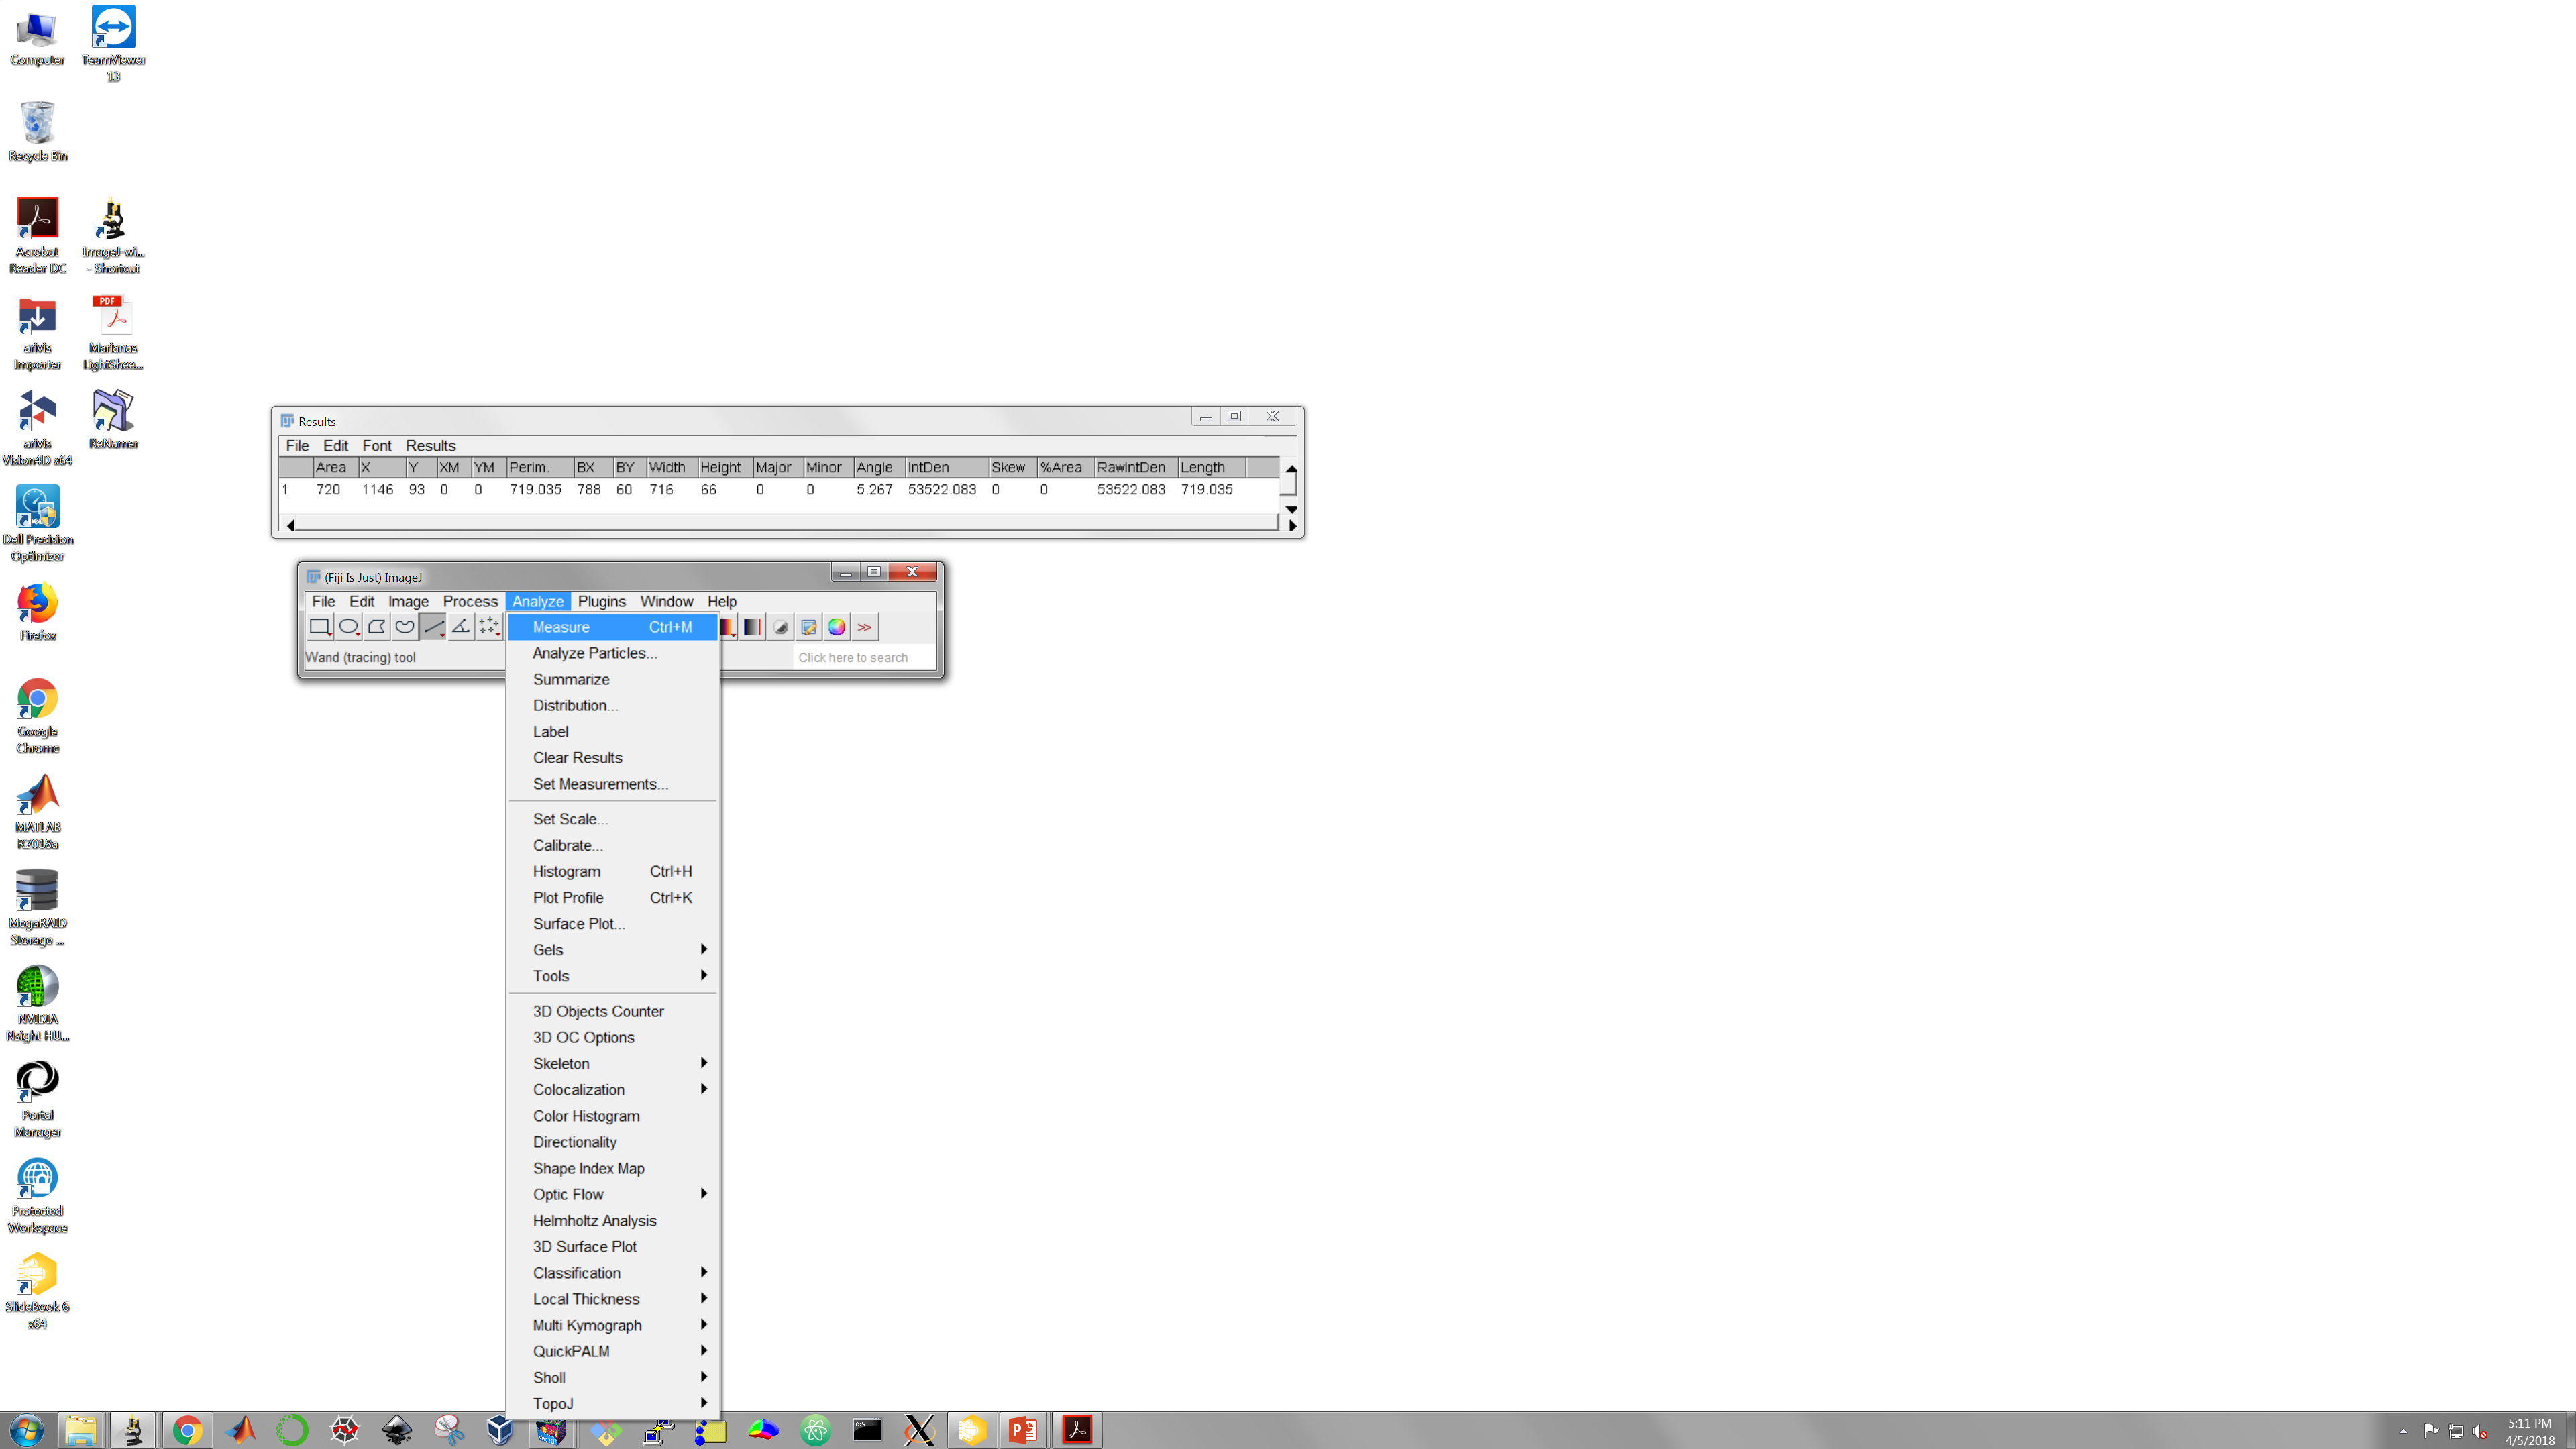 Computer
TeamViewer
13
Recycle Bin
Acrobat
Reader DC
ImageJ-wi...
- Shortcut
arivis
Importer
PDF
Marianas
LightShee...
arivis
Vision4D x64
ReNamer
Dell Precision
Optimizer
Firefox
Google
Chrome
MATLAB
R2018a
MegaRAID
Storage ...
NVIDIA
Nsight HU...
Portal
Manager
Protected
Workspace
SlideBook 6
x64
Results
File Edit Font Results
Area X Y XM YM Perim. BX BY Width Height Major Minor Angle IntDen Skew %Area RawIntDen Length
1 720 1146 93 0 0 719.035 788 60 716 66 0 0 5.267 53522.083 0 0 53522.083 719.035
(Fiji Is Just) ImageJ
File Edit Image Process Analyze Plugins Window Help
>>
Wand (tracing) tool
Click here to search
Measure Ctrl+M
Analyze Particles...
Summarize
Distribution...
Label
Clear Results
Set Measurements...
Set Scale...
Calibrate...
Histogram Ctrl+H
Plot Profile Ctrl+K
Surface Plot...
Gels
Tools
3D Objects Counter
3D OC Options
Skeleton
Colocalization
Color Histogram
Directionality
Shape Index Map
Optic Flow
Helmholtz Analysis
3D Surface Plot
Classification
Local Thickness
Multi Kymograph
QuickPALM
Sholl
TopoJ
5:11 PM
4/5/2018